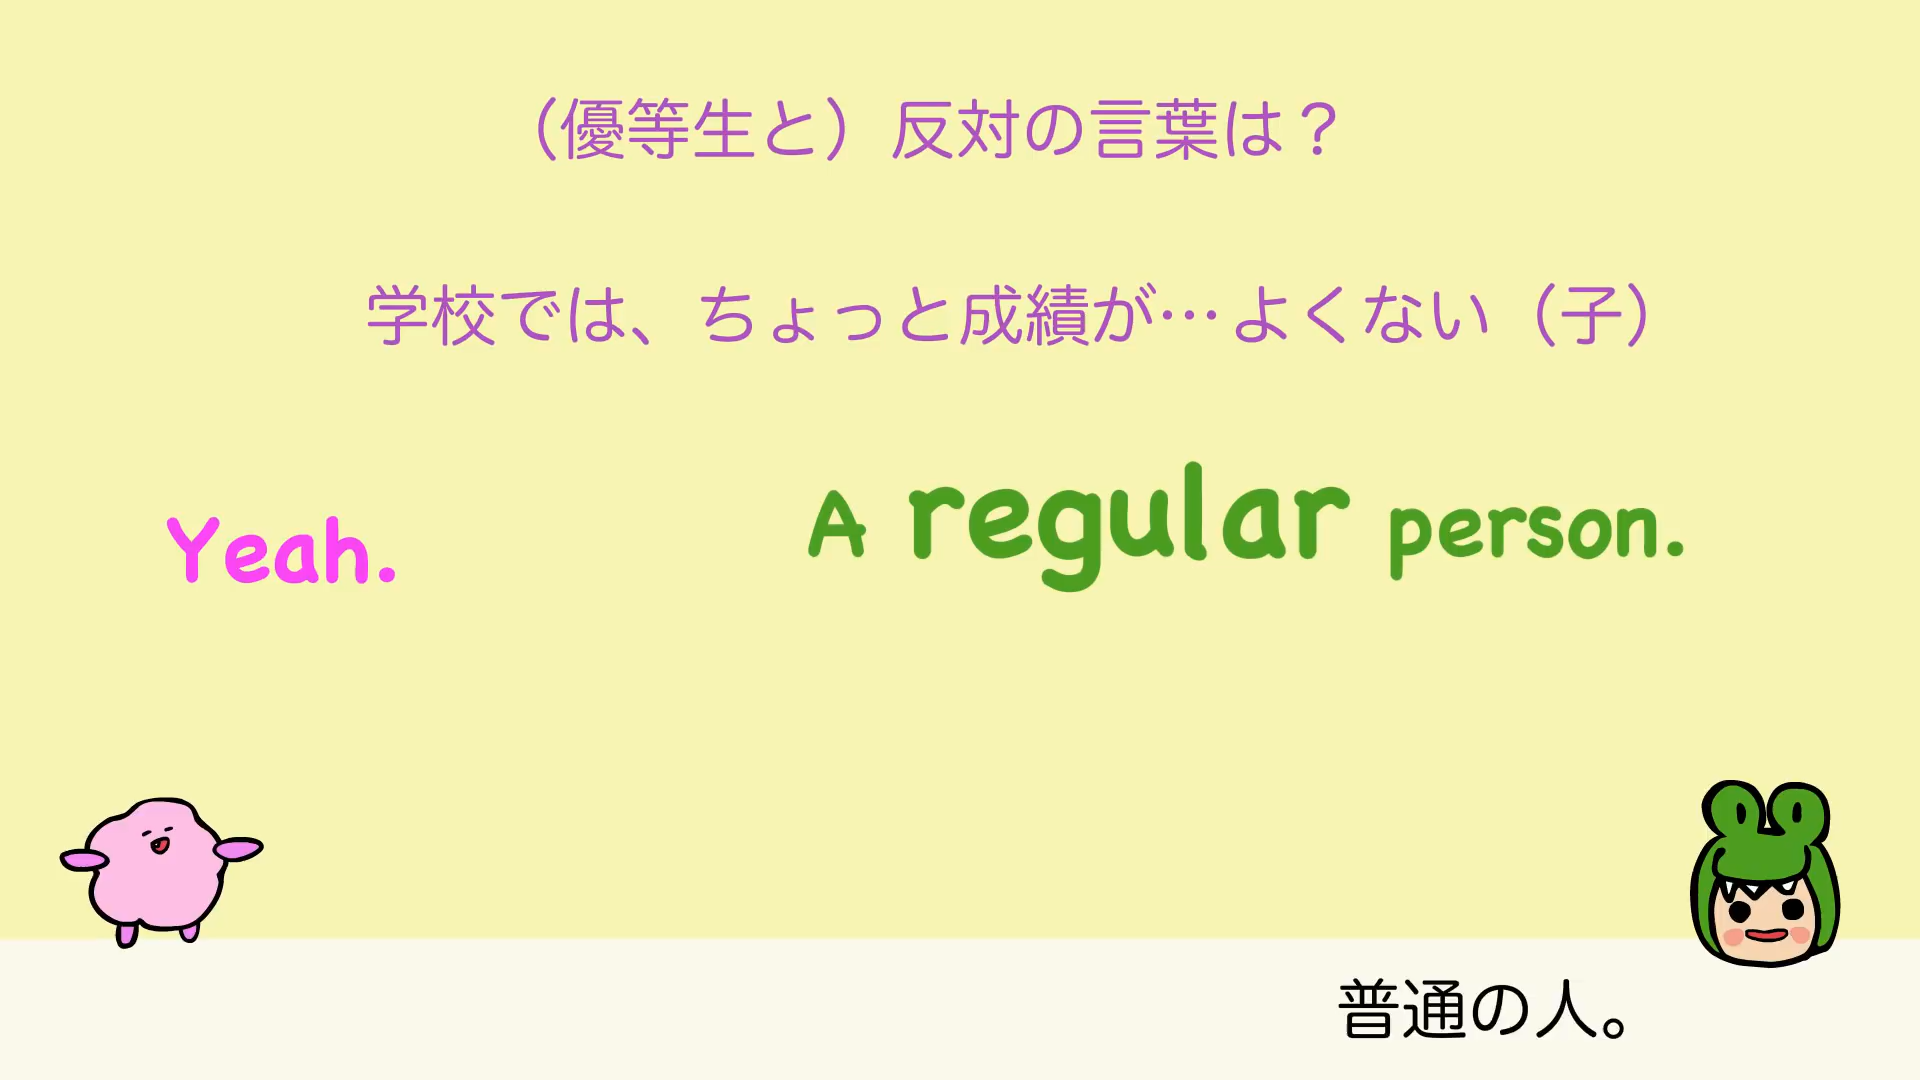 （優等生と）反対の言葉は？
学校では、ちょっと成績が…よくない（子）
Yeah.
A regular person.
普通の人。